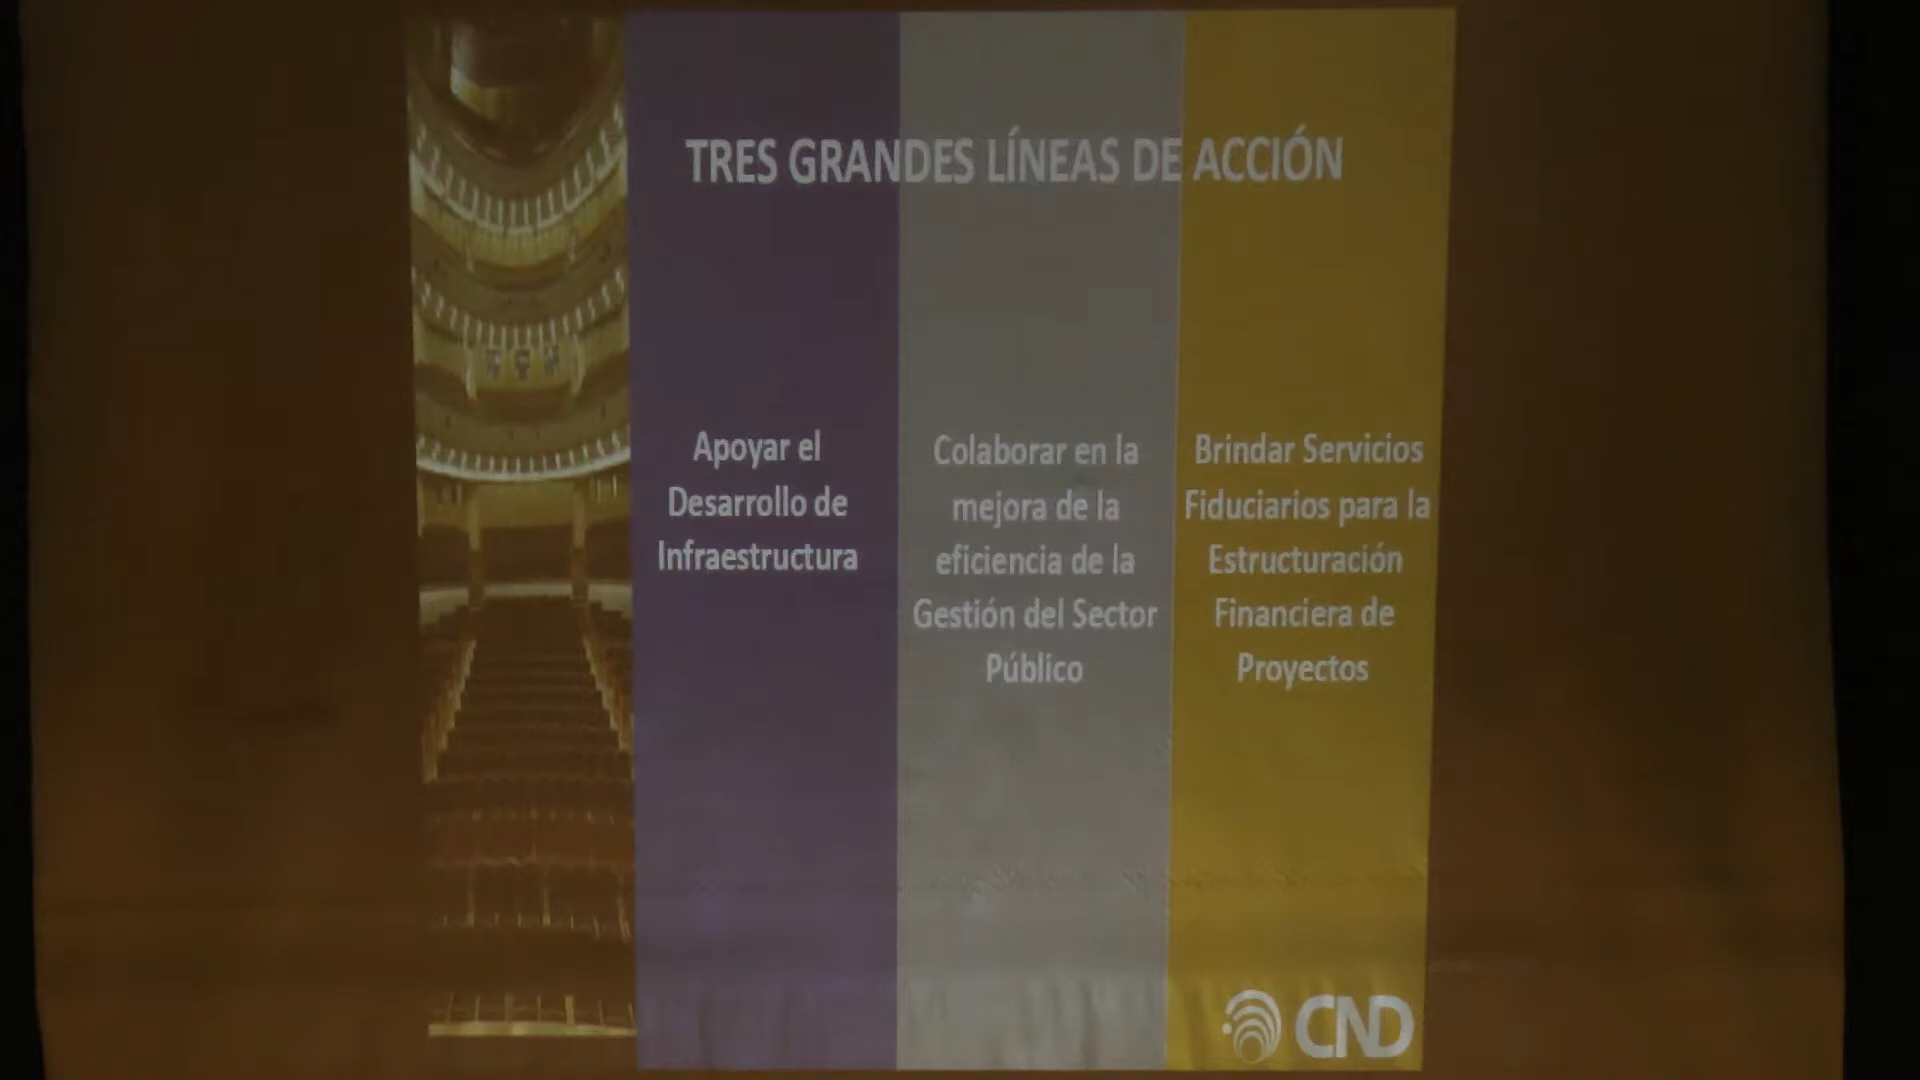 TRES GRANDES LÍNEAS DE ACCIÓN
Apoyar el
Desarrollo de
Infraestructura
Colaborar en la
mejora de la
eficiencia de la
Gestión del Sector
Público
Brindar Servicios
Fiduciarios para la
Estructuración
Financiera de
Proyectos
CND